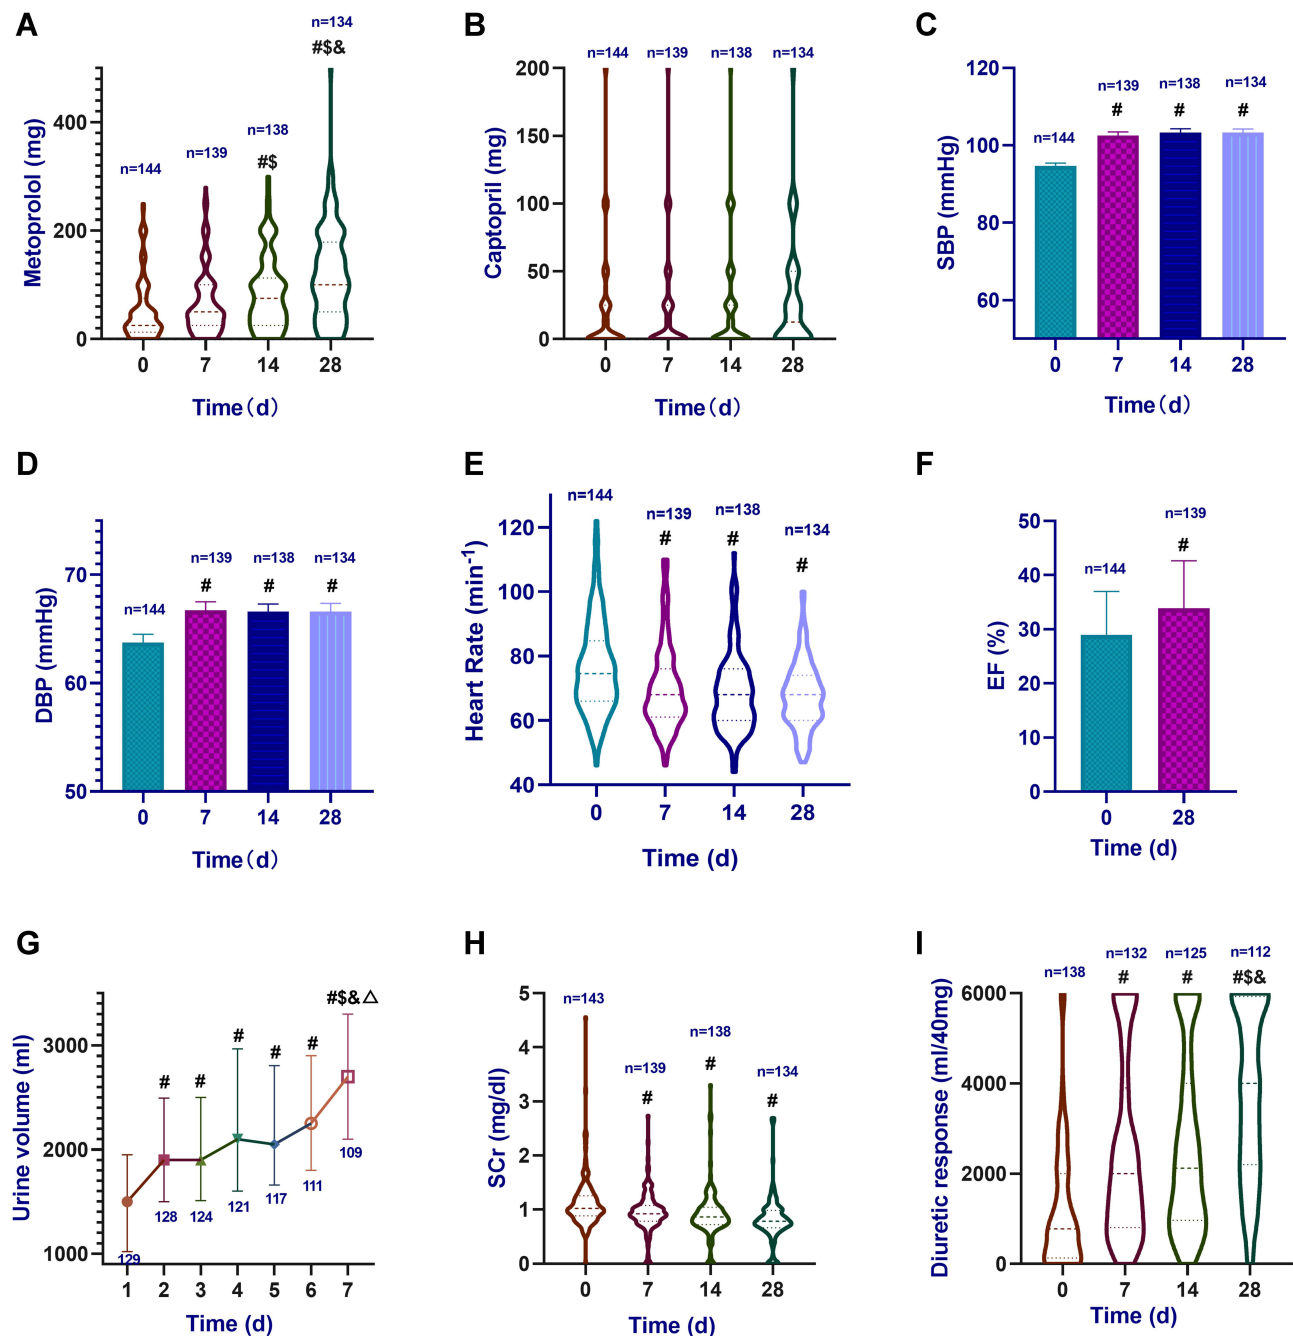 A
n=134
#$&
n=138
#$
n=139
n=144
Metoprolol (mg)
400
200
0
0 7 14 28
Time (d)
B
n=144 n=139 n=138 n=134
Captopril (mg)
200
150
100
50
0
0 7 14 28
Time (d)
C
n=139 n=138 n=134
# # #
n=144
SBP (mmHg)
120
100
80
60
0 7 14 28
Time (d)
D
n=139 n=138 n=134
# # #
n=144
DBP (mmHg)
70
60
50
0 7 14 28
Time (d)
E
n=144
n=139 n=138
n=134
# # #
Heart Rate (min⁻¹)
120
100
80
60
40
0 7 14 28
Time (d)
F
n=139
#
n=144
EF (%)
50
40
30
20
10
0
0 28
Time (d)
G
#$&△
# # # # #
Urine volume (ml)
3000
2000
1000
129 128 124 121 117 111 109
1 2 3 4 5 6 7
Time (d)
H
n=143
n=138
n=139
n=134
# # #
SCr (mg/dl)
5
4
3
2
1
0
0 7 14 28
Time (d)
I
n=132 n=125 n=112
n=138
# # #$&
Diuretic response (ml/40mg)
6000
4000
2000
0
0 7 14 28
Time (d)